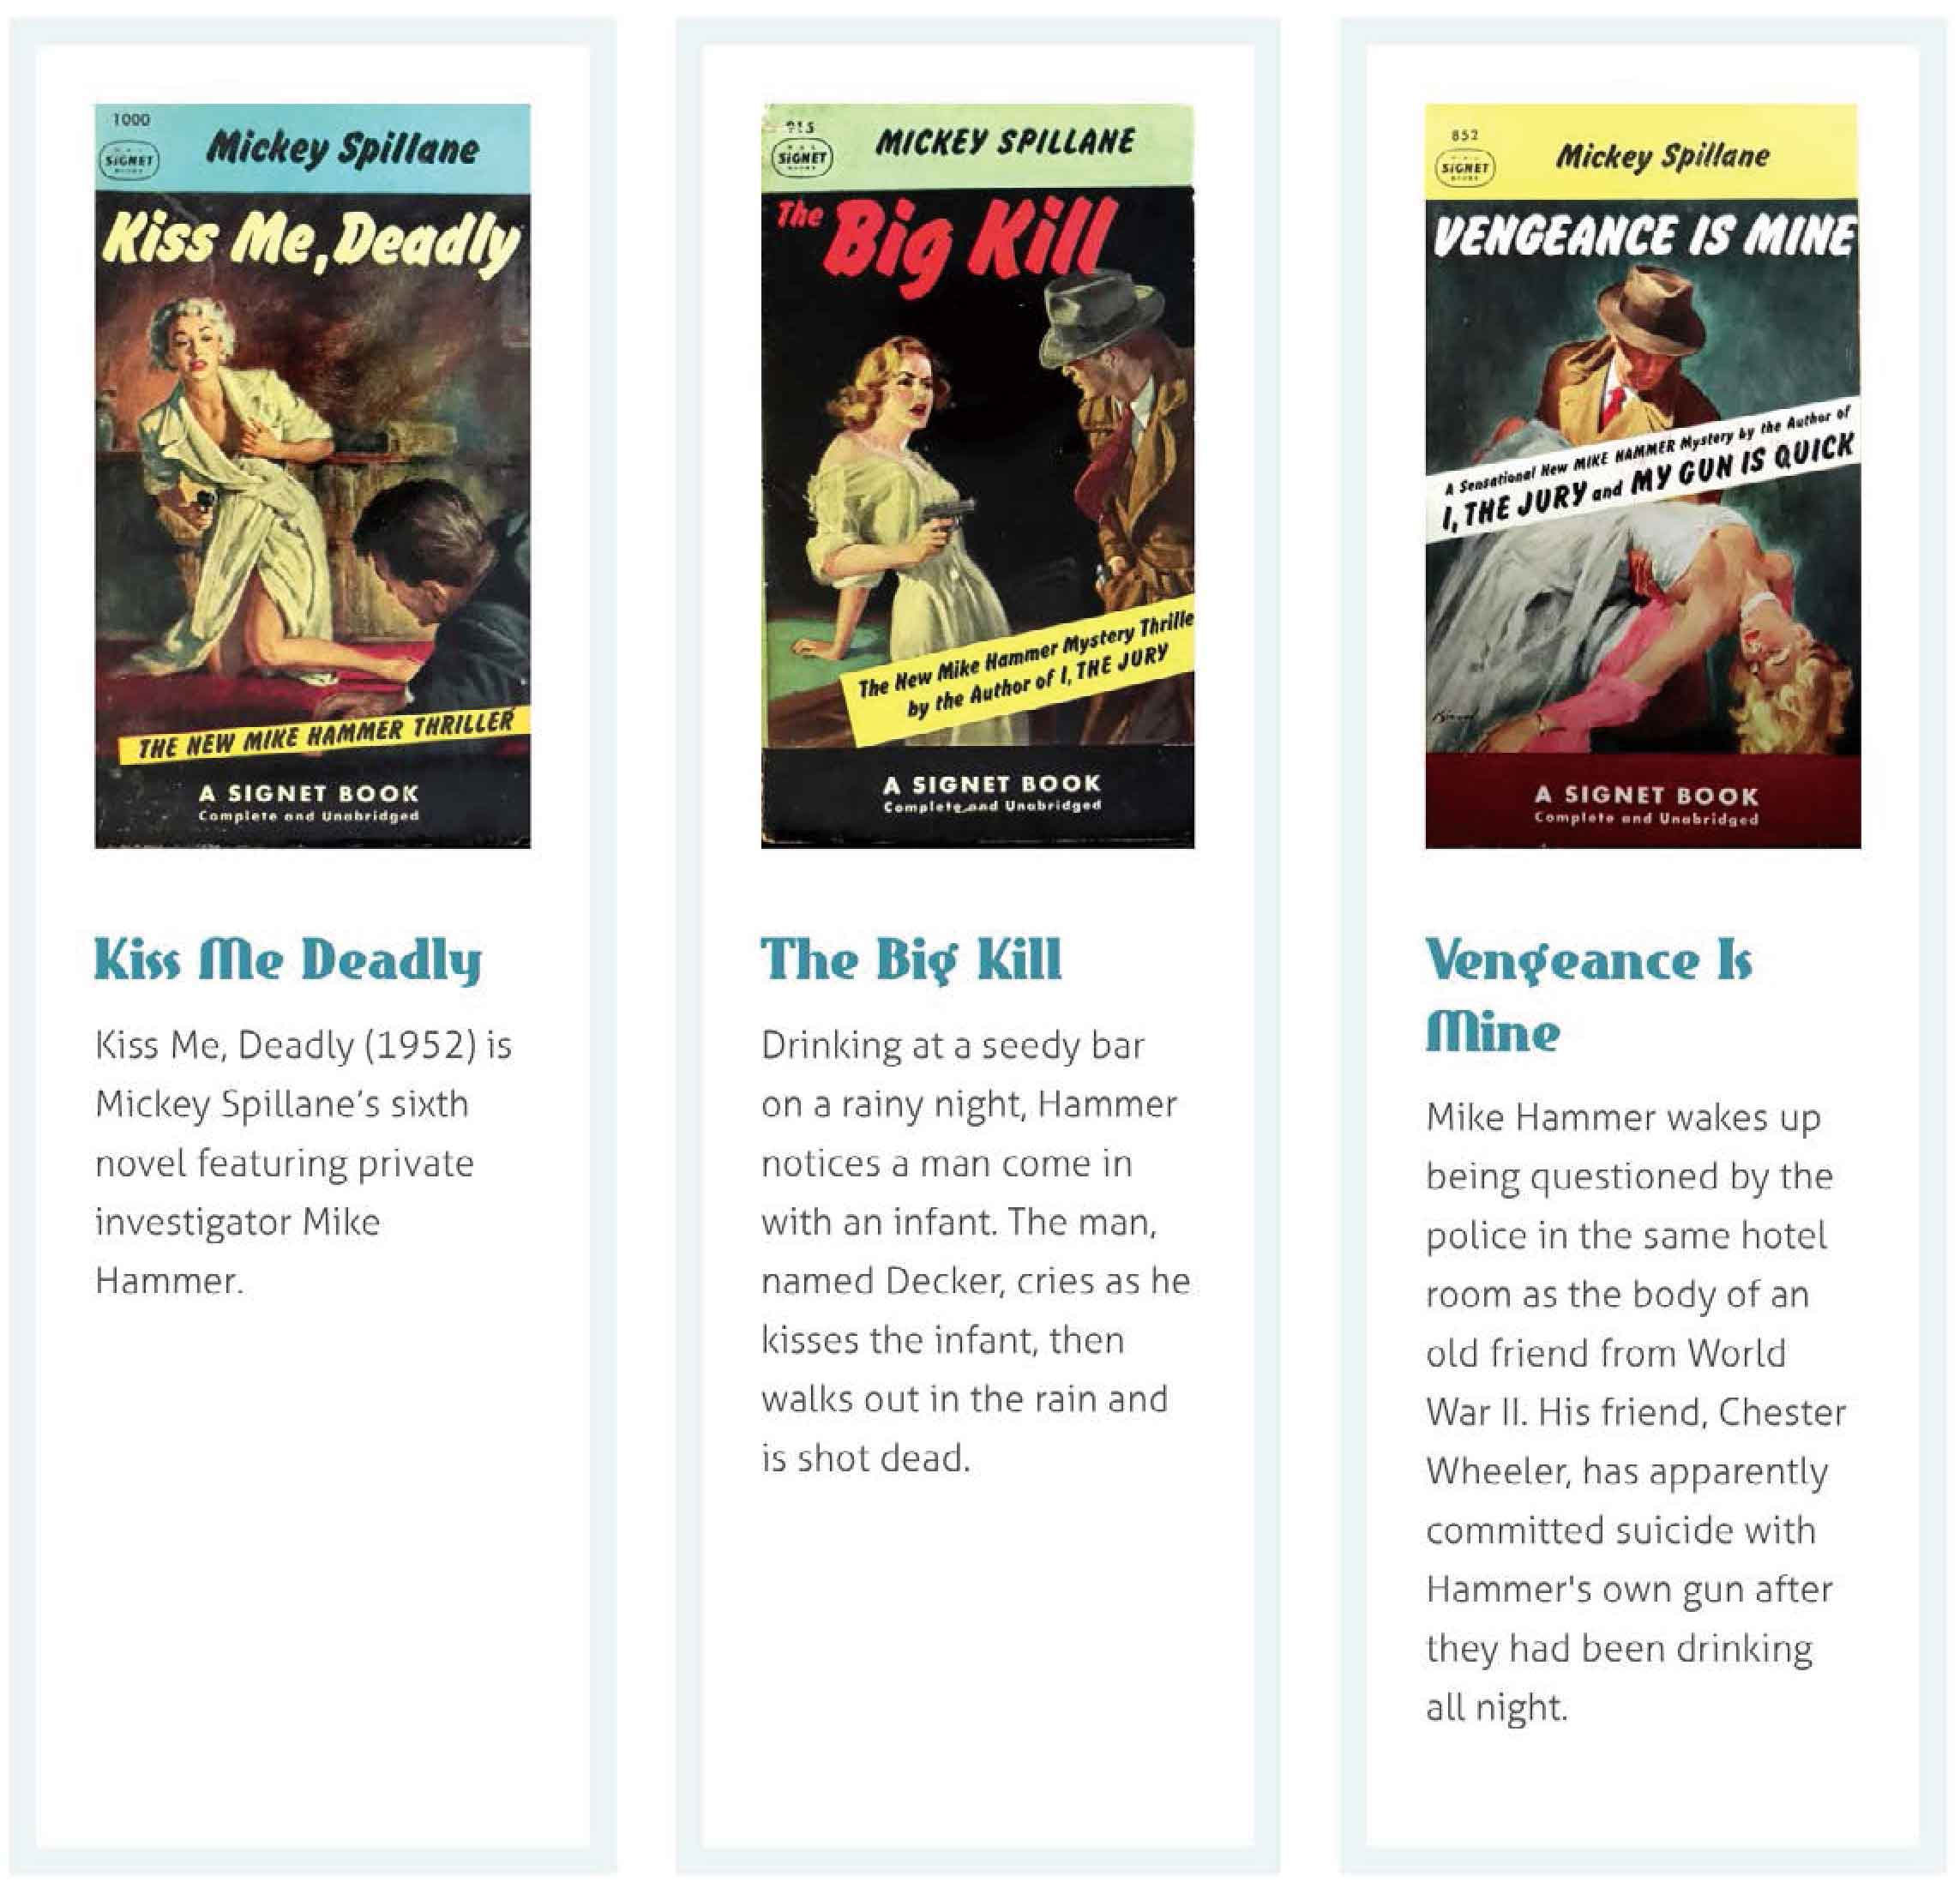 1000
SIGNET
Mickey Spillane
Kiss Me, Deadly
THE NEW MIKE HAMMER THRILLER
A SIGNET BOOK
Complete and Unabridged
Kiss Me Deadly
Kiss Me, Deadly (1952) is
Mickey Spillane’s sixth
novel featuring private
investigator Mike
Hammer.
915
SIGNET
BOOKS
MICKEY SPILLANE
The Big Kill
The New Mike Hammer Mystery Thrille
by the Author of I, THE JURY
A SIGNET BOOK
Complete and Unabridged
The Big Kill
Drinking at a seedy bar
on a rainy night, Hammer
notices a man come in
with an infant. The man,
named Decker, cries as he
kisses the infant, then
walks out in the rain and
is shot dead.
852
SIGNET
BOOKS
Mickey Spillane
VENGEANCE IS MINE
A Sensational New MIKE HAMMER Mystery by the Author of
I, THE JURY and MY GUN IS QUICK
A SIGNET BOOK
Complete and Unabridged
Vengeance Is
Mine
Mike Hammer wakes up
being questioned by the
police in the same hotel
room as the body of an
old friend from World
War II. His friend, Chester
Wheeler, has apparently
committed suicide with
Hammer's own gun after
they had been drinking
all night.